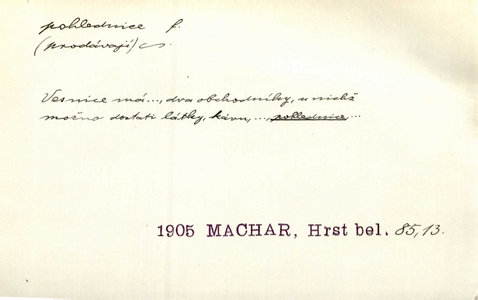 pohlednice f.
(prodávají)
Vesnice má..., dva obchodníky, u nichž
možno dostati látky, kávu, ..., pohlednice...
1905 MACHAR, Hrst bel. 85,13.